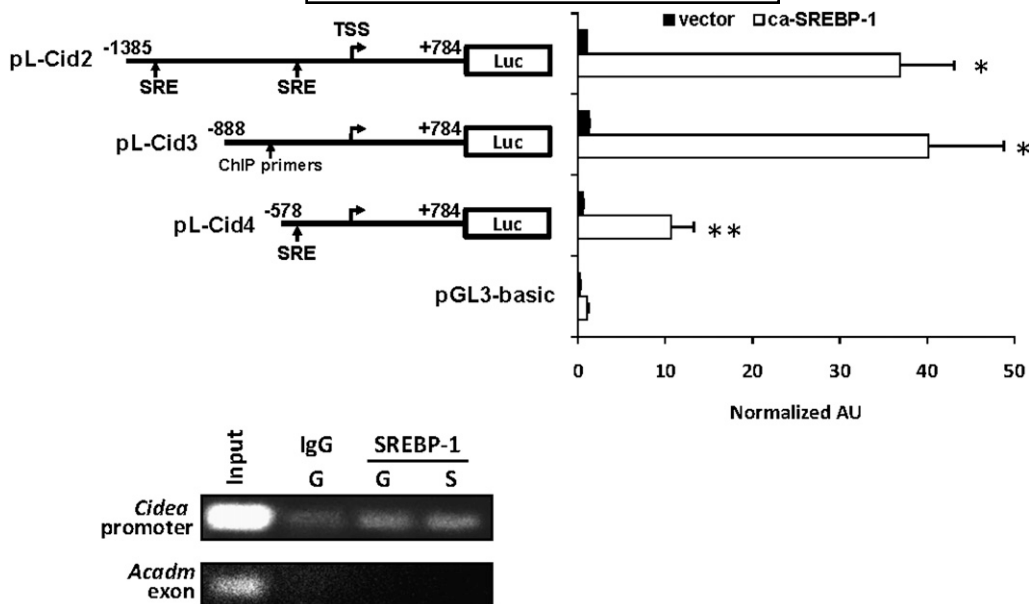 vector ca-SREBP-1
pL-Cid2 -1385 TSS +784 Luc *
SRE SRE
pL-Cid3 -888 +784 Luc *
ChIP primers
pL-Cid4 -578 +784 Luc **
SRE
pGL3-basic
0 10 20 30 40 50
Normalized AU
Input IgG SREBP-1
G G S
Cidea
promoter
Acadm
exon